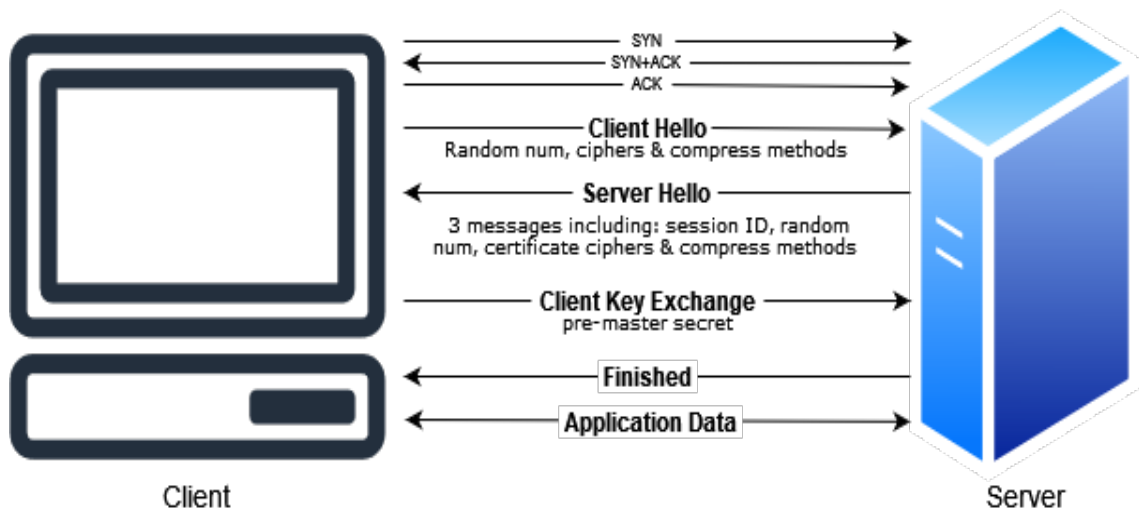 SYN
SYN+ACK
ACK
Client Hello
Random num, ciphers & compress methods
Server Hello
3 messages including: session ID, random
num, certificate ciphers & compress methods
Client Key Exchange
pre-master secret
Finished
Application Data
Client
Server